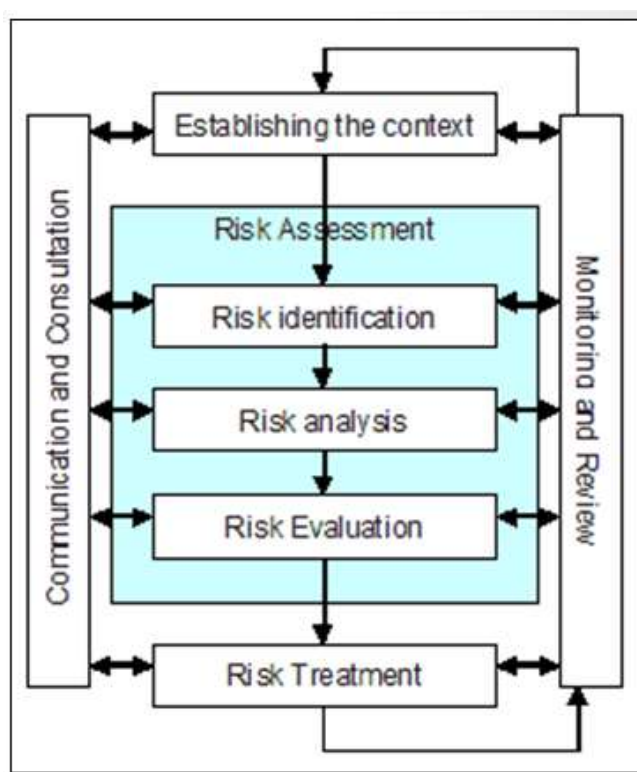 Establishing the context
Risk Assessment
Risk identification
Risk analysis
Risk Evaluation
Risk Treatment
Communication and Consultation
Monitoring and Review